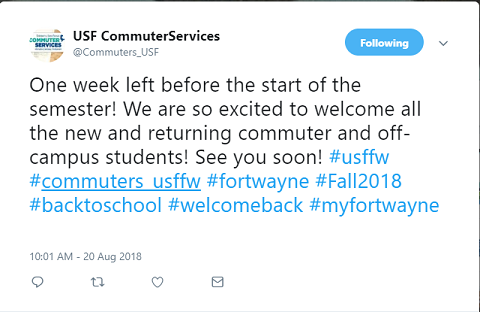 USF CommuterServices
@Commuters_USF
Following
COMMUTER
SERVICES
One week left before the start of the
semester! We are so excited to welcome all
the new and returning commuter and off-
campus students! See you soon! #usffw
#commuters_usffw #fortwayne #Fall2018
#backtoschool #welcomeback #myfortwayne
10:01 AM - 20 Aug 2018